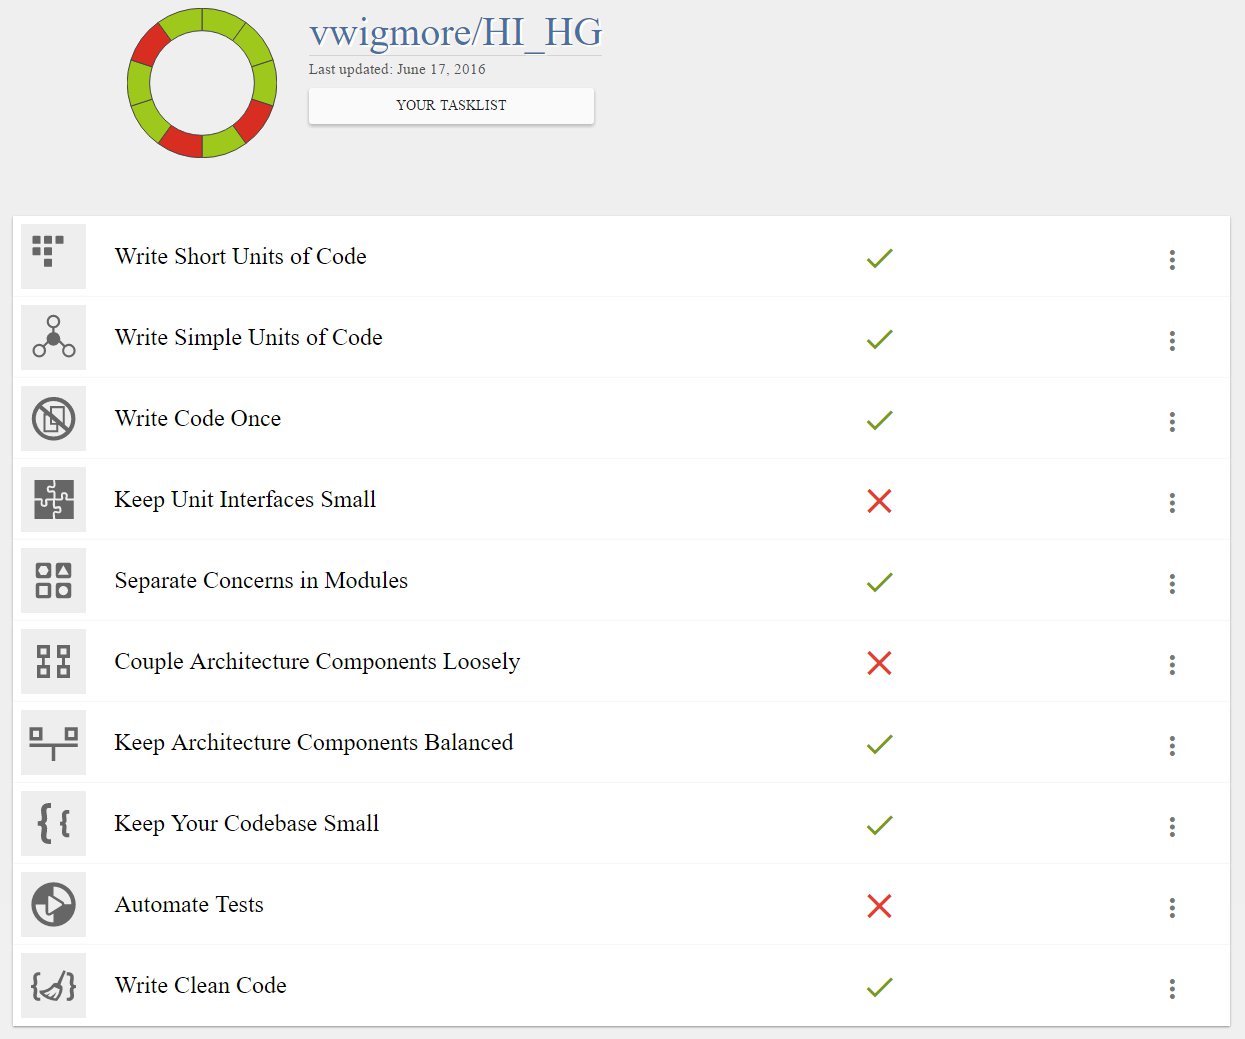 vwigmore/HI_HG
Last updated: June 17, 2016
YOUR TASKLIST
Write Short Units of Code
Write Simple Units of Code
Write Code Once
Keep Unit Interfaces Small
Separate Concerns in Modules
Couple Architecture Components Loosely
Keep Architecture Components Balanced
Keep Your Codebase Small
Automate Tests
Write Clean Code